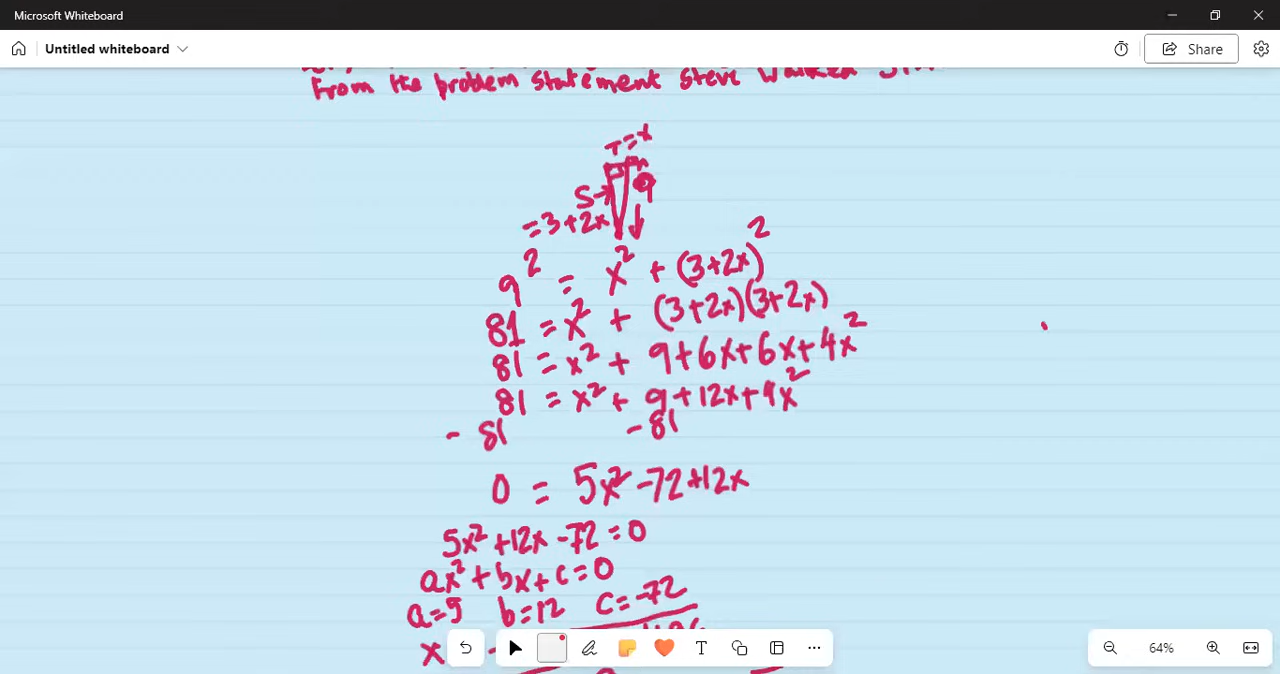 Microsoft Whiteboard
Untitled whiteboard
Share
From the problem statement Steve walked
T = x
S→ 9
= 3+2x
9² = x² + (3+2x)²
81 = x² + (3+2x)(3+2x)
81 = x² + 9+6x+6x+4x²
81 = x² + 9+12x+4x²
- 81 - 81
0 = 5x² -72 +12x
5x² +12x -72 = 0
ax² + bx + c = 0
a=5 b=12 c=-72
x
T
64%